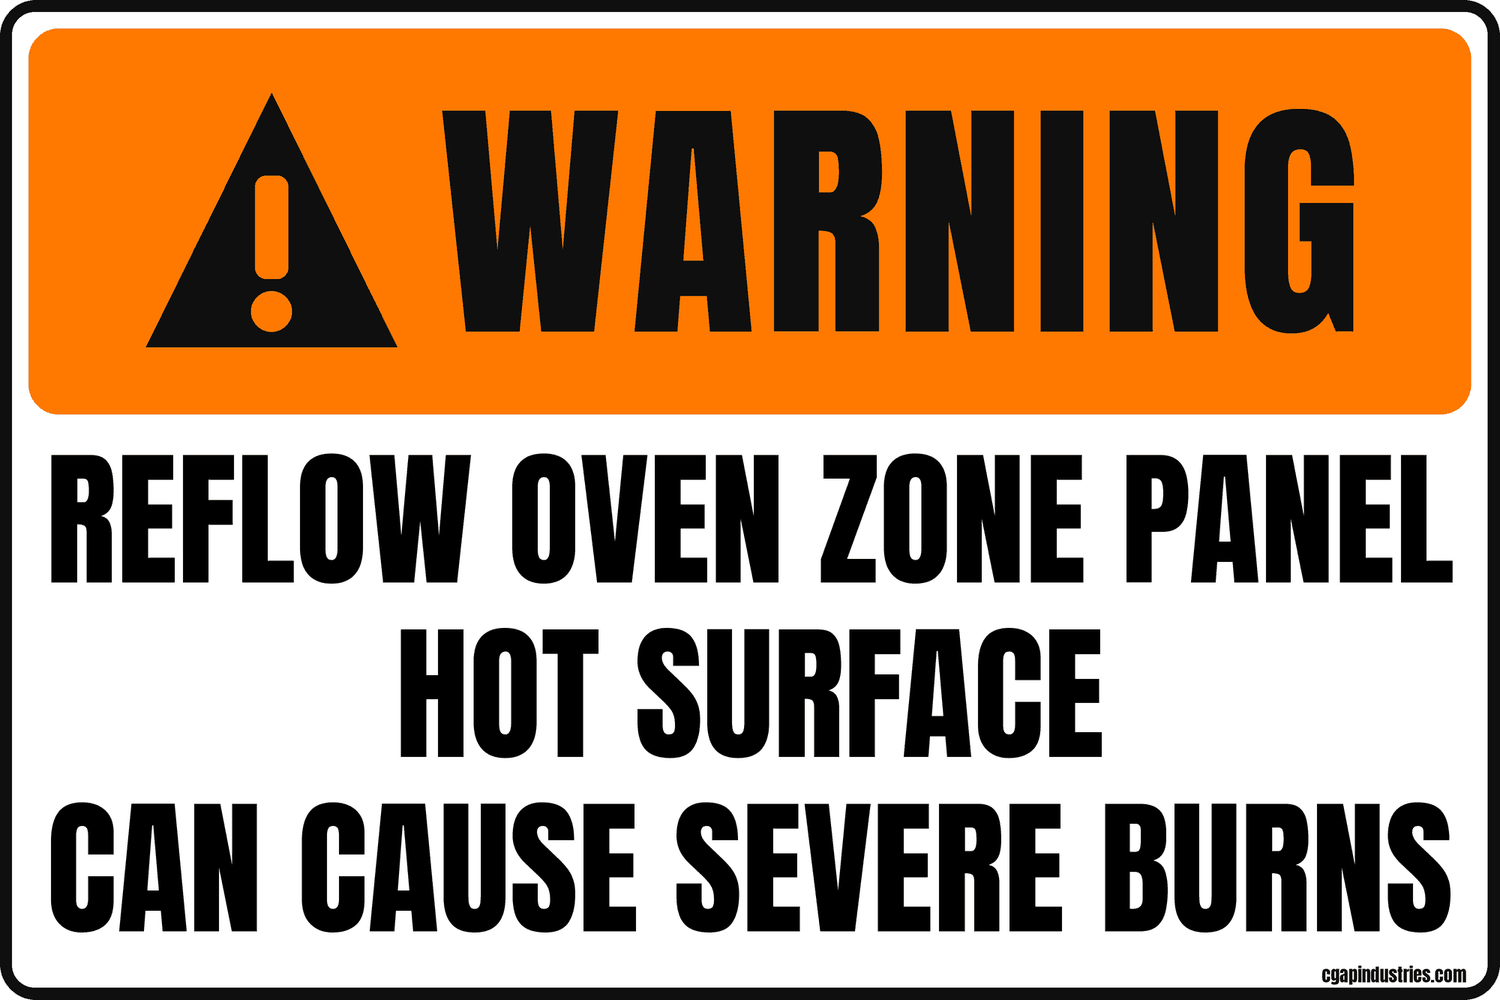 WARNING
REFLOW OVEN ZONE PANEL
HOT SURFACE
CAN CAUSE SEVERE BURNS
cgapindustries.com